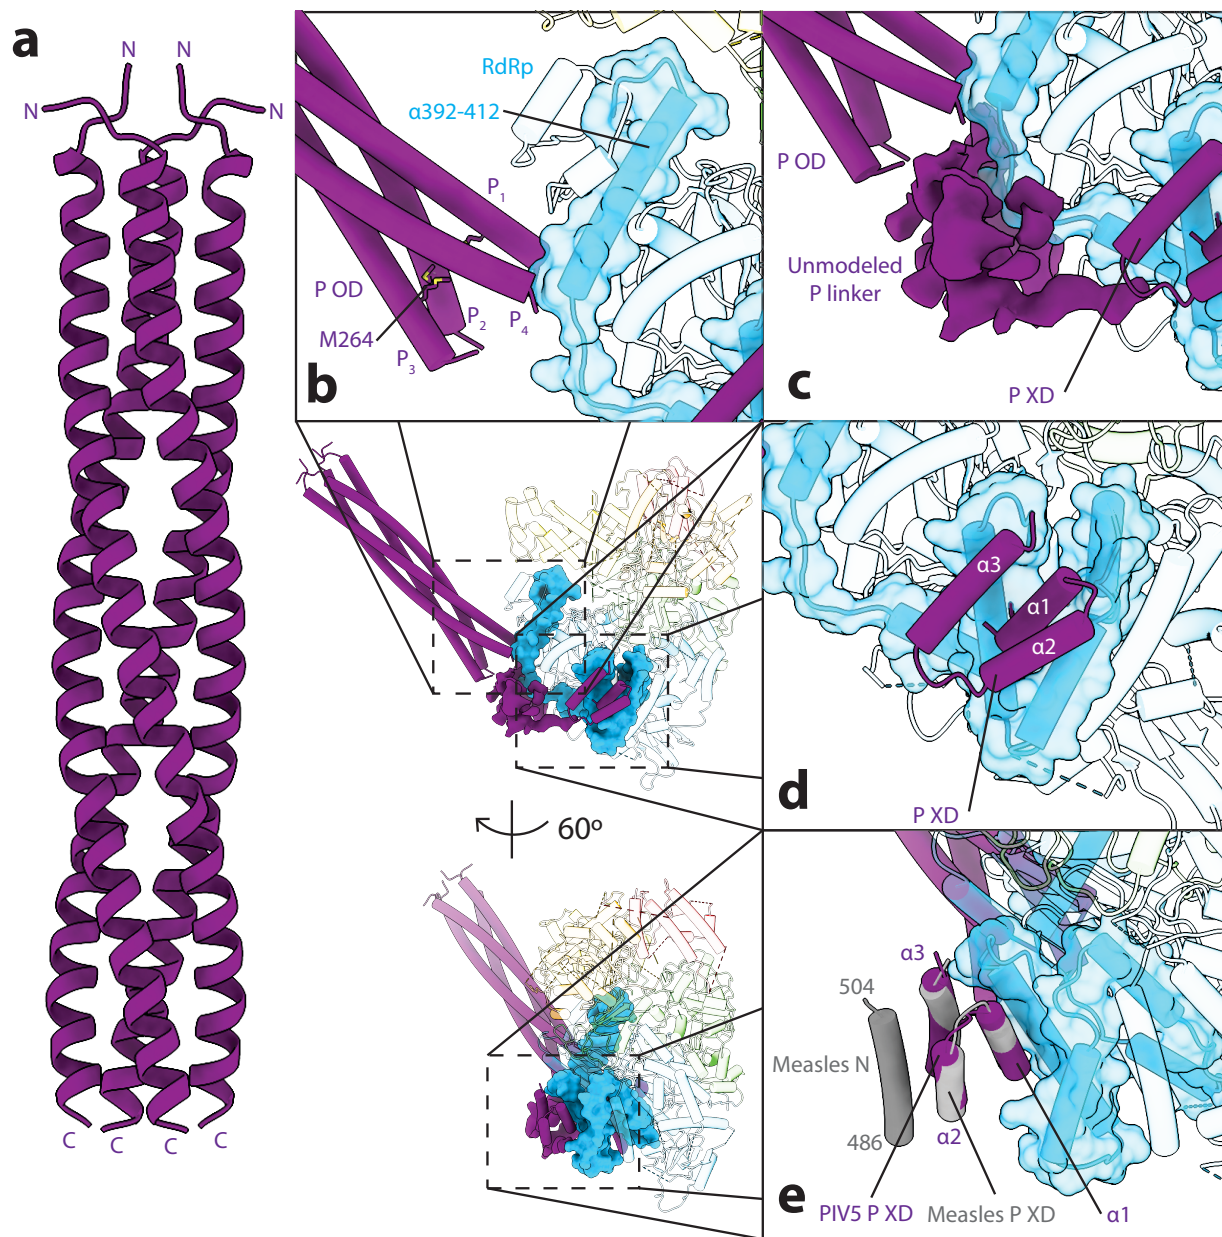 a
N
N
N
N
C
C
C
C
RdRp
α392-412
P1
P OD
M264
P2
P4
P3
b
P OD
Unmodeled
P linker
P XD
c
60º
α3
α1
α2
P XD
d
α3
504
Measles N
486
α2
PIV5 P XD
Measles P XD
α1
e